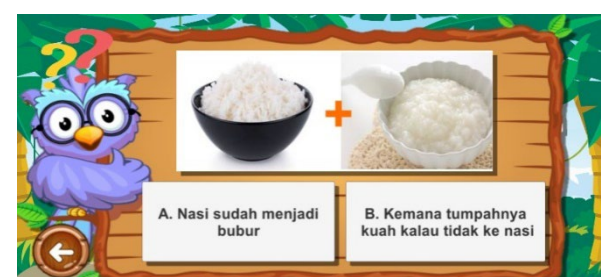 ??
+
A. Nasi sudah menjadi
bubur
B. Kemana tumpahnya
kuah kalau tidak ke nasi